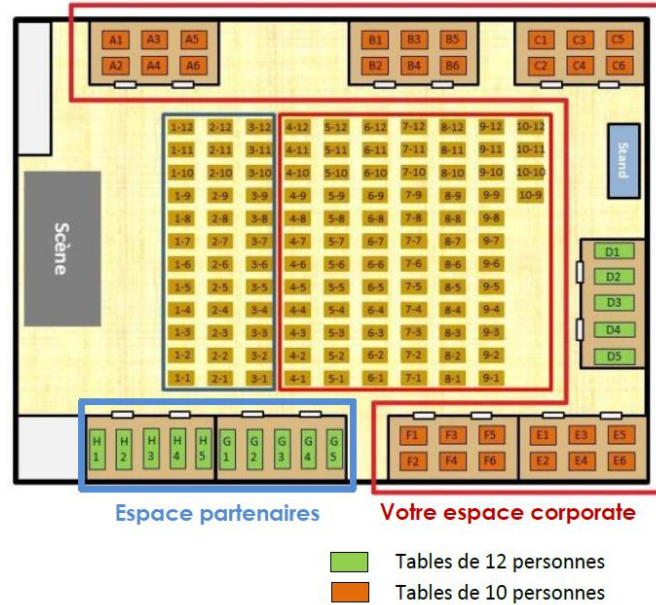 A1 A3 A5 B1 B3 B5 C1 C3 C5
A2 A4 A6 B2 B4 B6 C2 C4 C6
1-12 2-12 3-12 4-12 5-12 6-12 7-12 8-12 9-12 10-12
1-11 2-11 3-11 4-11 5-11 6-11 7-11 8-11 9-11 10-11
1-10 2-10 3-10 4-10 5-10 6-10 7-10 8-10 9-10 10-10
1-9 2-9 3-9 4-9 5-9 6-9 7-9 8-9 9-9 10-9
1-8 2-8 3-8 4-8 5-8 6-8 7-8 8-8 9-8
1-7 2-7 3-7 4-7 5-7 6-7 7-7 8-7 9-7
1-6 2-6 3-6 4-6 5-6 6-6 7-6 8-6 9-6
1-5 2-5 3-5 4-5 5-5 6-5 7-5 8-5 9-5
1-4 2-4 3-4 4-4 5-4 6-4 7-4 8-4 9-4
1-3 2-3 3-3 4-3 5-3 6-3 7-3 8-3 9-3
1-2 2-2 3-2 4-2 5-2 6-2 7-2 8-2 9-2
1-1 2-1 3-1 4-1 5-1 6-1 7-1 8-1 9-1
Scène
Stand
D1
D2
D3
D4
D5
H1 H2 H3 H4 H5 G1 G2 G3 G4 G5
F1 F3 F5 E1 E3 E5
F2 F4 F6 E2 E4 E6
Espace partenaires
Votre espace corporate
Tables de 12 personnes
Tables de 10 personnes